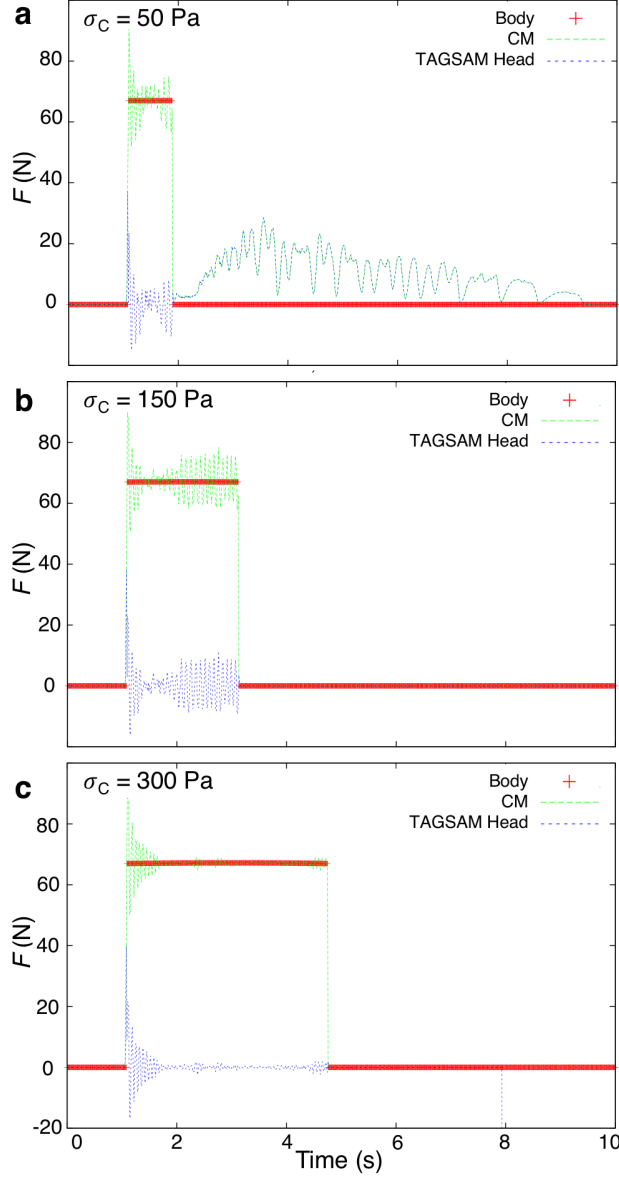 a
σC = 50 Pa
Body
CM
TAGSAM Head
80
60
40
20
0
F (N)
b
σC = 150 Pa
Body
CM
TAGSAM Head
80
60
40
20
0
F (N)
c
σC = 300 Pa
Body
CM
TAGSAM Head
80
60
40
20
0
-20
F (N)
0 2 4 6 8 10
Time (s)